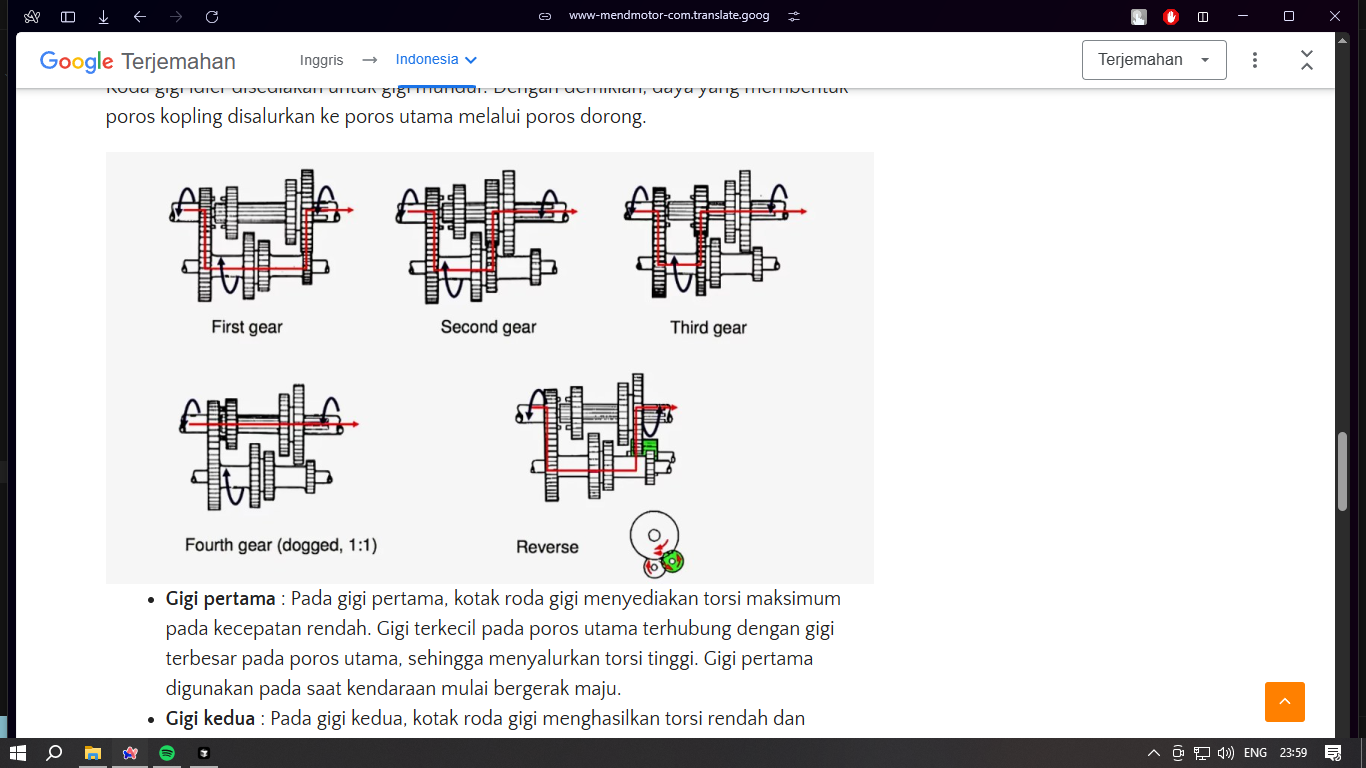 www-mendmotor-com.translate.goog
Google Terjemahan
Inggris → Indonesia
Terjemahan
Roda gigi idler disediakan untuk gigi mundur. Dengan demikian, daya yang membentuk
poros kopling disalurkan ke poros utama melalui poros dorong.
First gear
Second gear
Third gear
Fourth gear (dogged, 1:1)
Reverse
• Gigi pertama : Pada gigi pertama, kotak roda gigi menyediakan torsi maksimum
pada kecepatan rendah. Gigi terkecil pada poros utama terhubung dengan gigi
terbesar pada poros utama, sehingga menyalurkan torsi tinggi. Gigi pertama
digunakan pada saat kendaraan mulai bergerak maju.
• Gigi kedua : Pada gigi kedua, kotak roda gigi menghasilkan torsi rendah dan
ENG 23:59